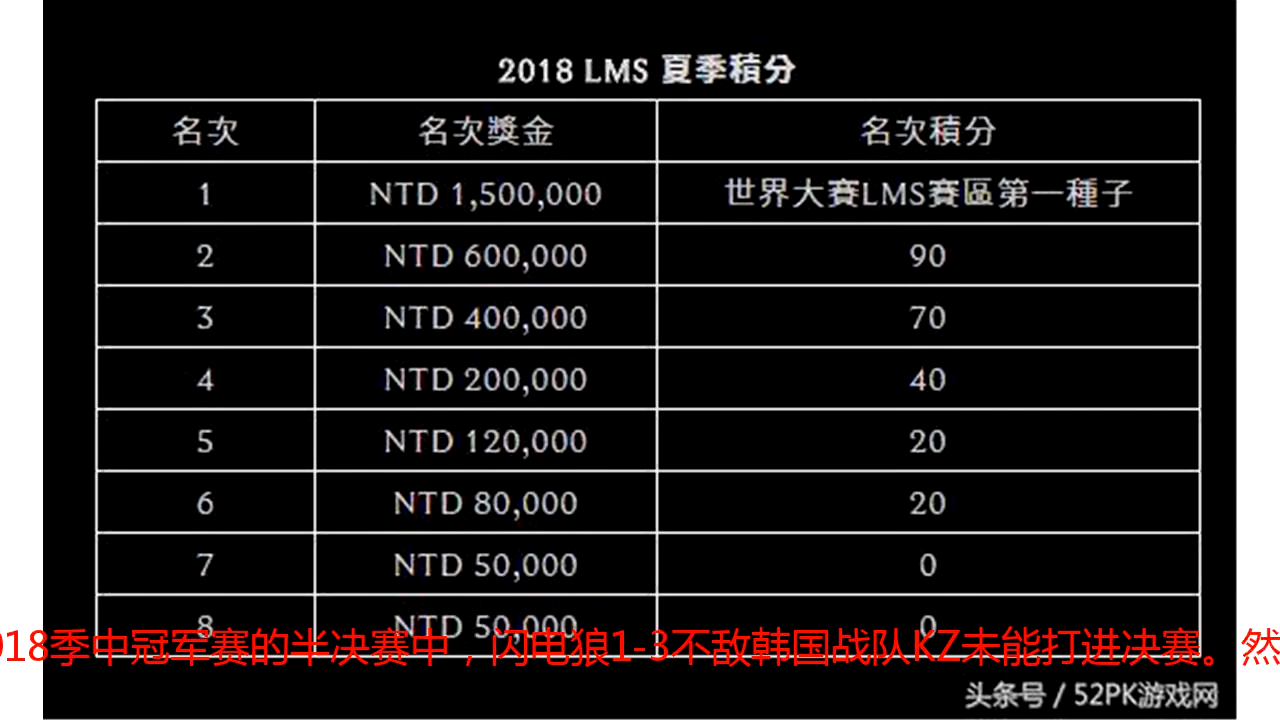 2018 LMS 夏季積分
名次 名次獎金 名次積分
1 NTD 1,500,000 世界大賽LMS賽區第一種子
2 NTD 600,000 90
3 NTD 400,000 70
4 NTD 200,000 40
5 NTD 120,000 20
6 NTD 80,000 20
7 NTD 50,000 0
8 NTD 50,000 0
018季中冠军赛的半决赛中，闪电狼1-3不敌韩国战队KZ未能打进决赛。然
头条号 / 52PK游戏网